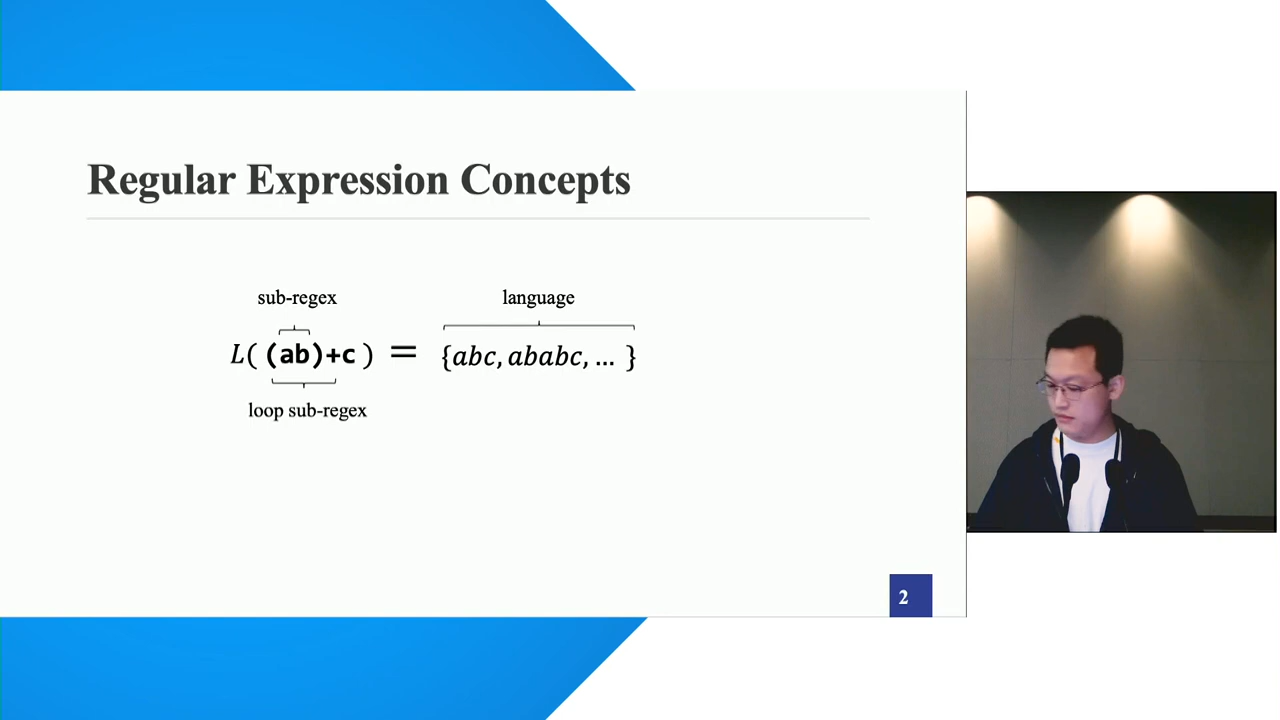 Regular Expression Concepts
sub-regex
language
L( (ab)+c ) = {abc, ababc, … }
loop sub-regex
2